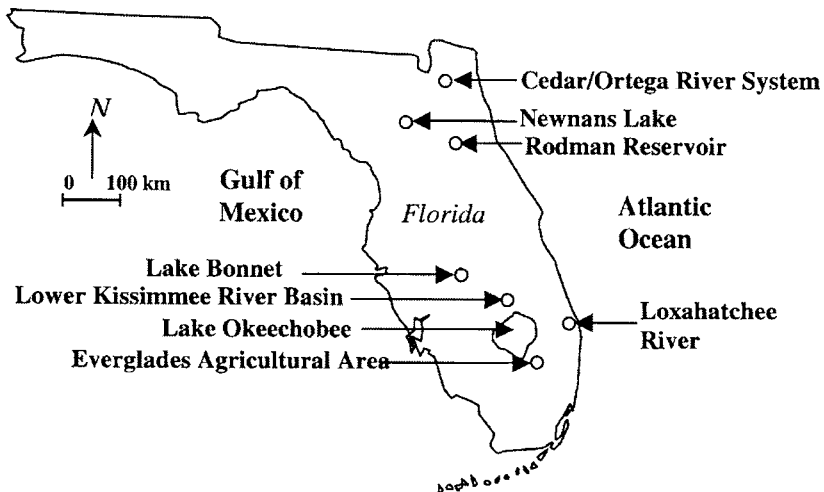 Cedar/Ortega River System
N
Newnans Lake
Rodman Reservoir
0 100 km
Gulf of
Mexico
Florida
Atlantic
Ocean
Lake Bonnet
Lower Kissimmee River Basin
Lake Okeechobee
Loxahatchee
River
Everglades Agricultural Area